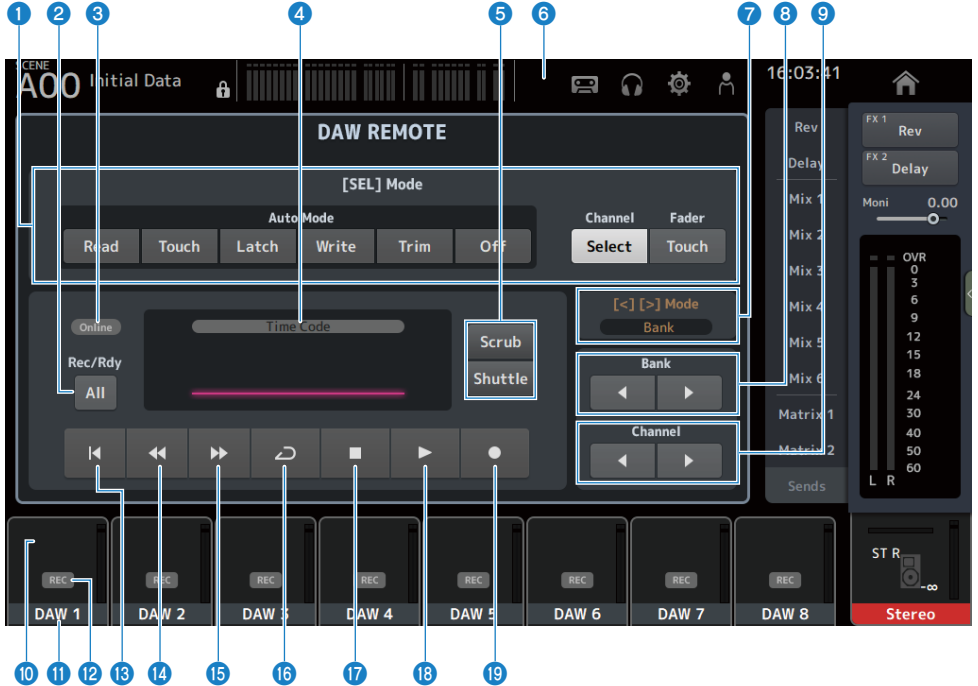 1 2 3 4 5 6 7 8 9
SCENE
A00 Initial Data
16:03:41
DAW REMOTE
[SEL] Mode
Auto Mode
Read Touch Latch Write Trim Off
Channel Fader
Select Touch
Online
Time Code
Rec/Rdy
All
Scrub
Shuttle
[<] [>] Mode
Bank
Bank
Channel
Rev
Delay
Mix 1
Mix 2
Mix 3
Mix 4
Mix 5
Mix 6
Matrix 1
Matrix 2
Sends
FX 1
Rev
FX 2
Delay
Moni 0.00
OVR
0
3
6
9
12
15
18
24
30
40
50
60
L R
REC REC REC REC REC REC REC REC
DAW 1 DAW 2 DAW 3 DAW 4 DAW 5 DAW 6 DAW 7 DAW 8
ST R
-∞
Stereo
10 11 12 13 14 15 16 17 18 19